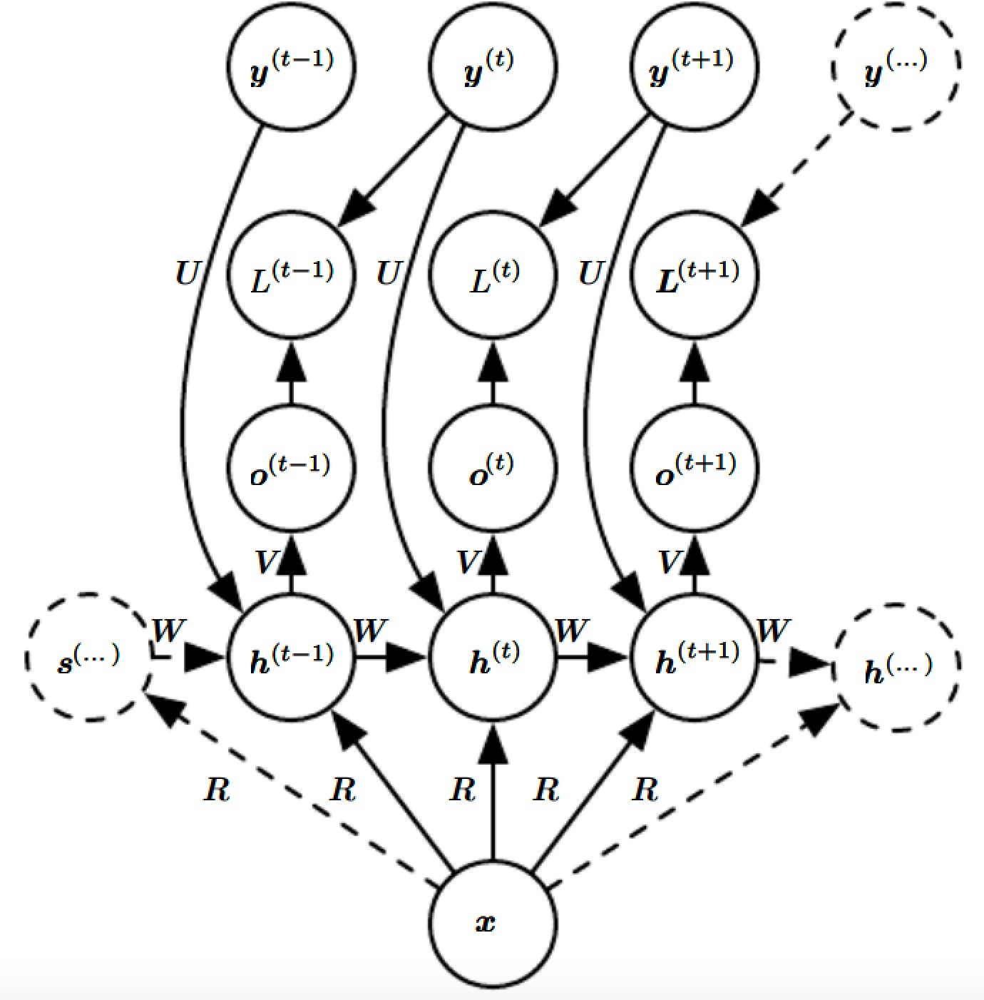 y^(t−1) y^(t) y^(t+1) y^(...)
U L^(t−1) U L^(t) U L^(t+1)
o^(t−1) o^(t) o^(t+1)
V V V
W W W W
s^(...) h^(t−1) h^(t) h^(t+1) h^(...)
R R R R R
x